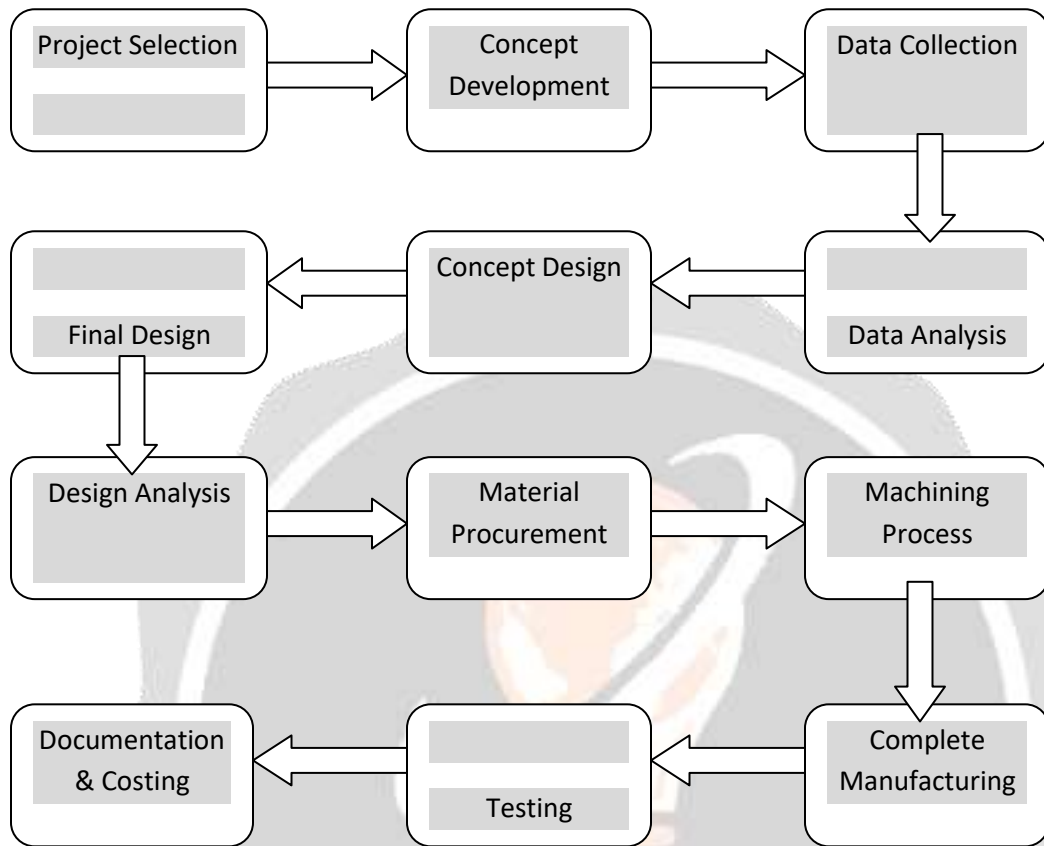 Project Selection
Concept
Development
Data Collection
Data Analysis
Concept Design
Final Design
Design Analysis
Material
Procurement
Machining
Process
Complete
Manufacturing
Testing
Documentation
& Costing